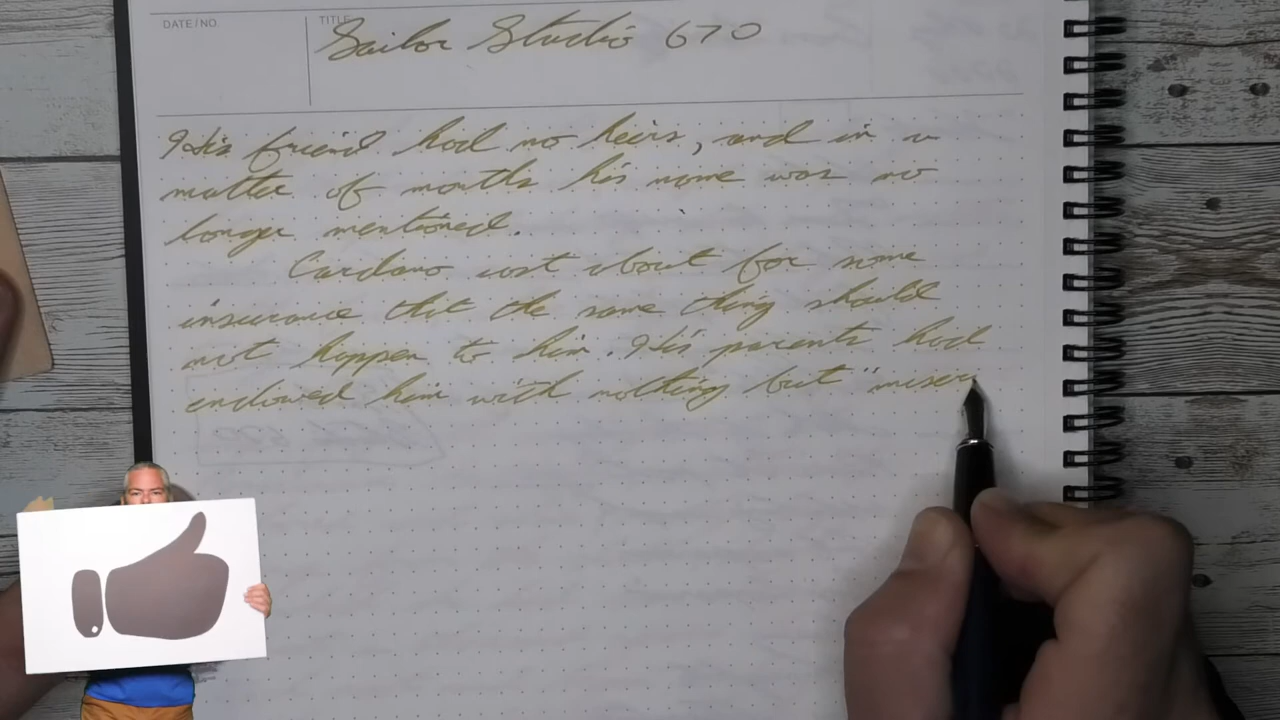 DATE / NO.
TITLE
Sailor Studio 670
His friend had no heirs, and in a
matter of months his name was no
longer mentioned.
Cardano cast about for some
insurance that the same thing should
not happen to him. His parents had
endowed him with nothing but "misery